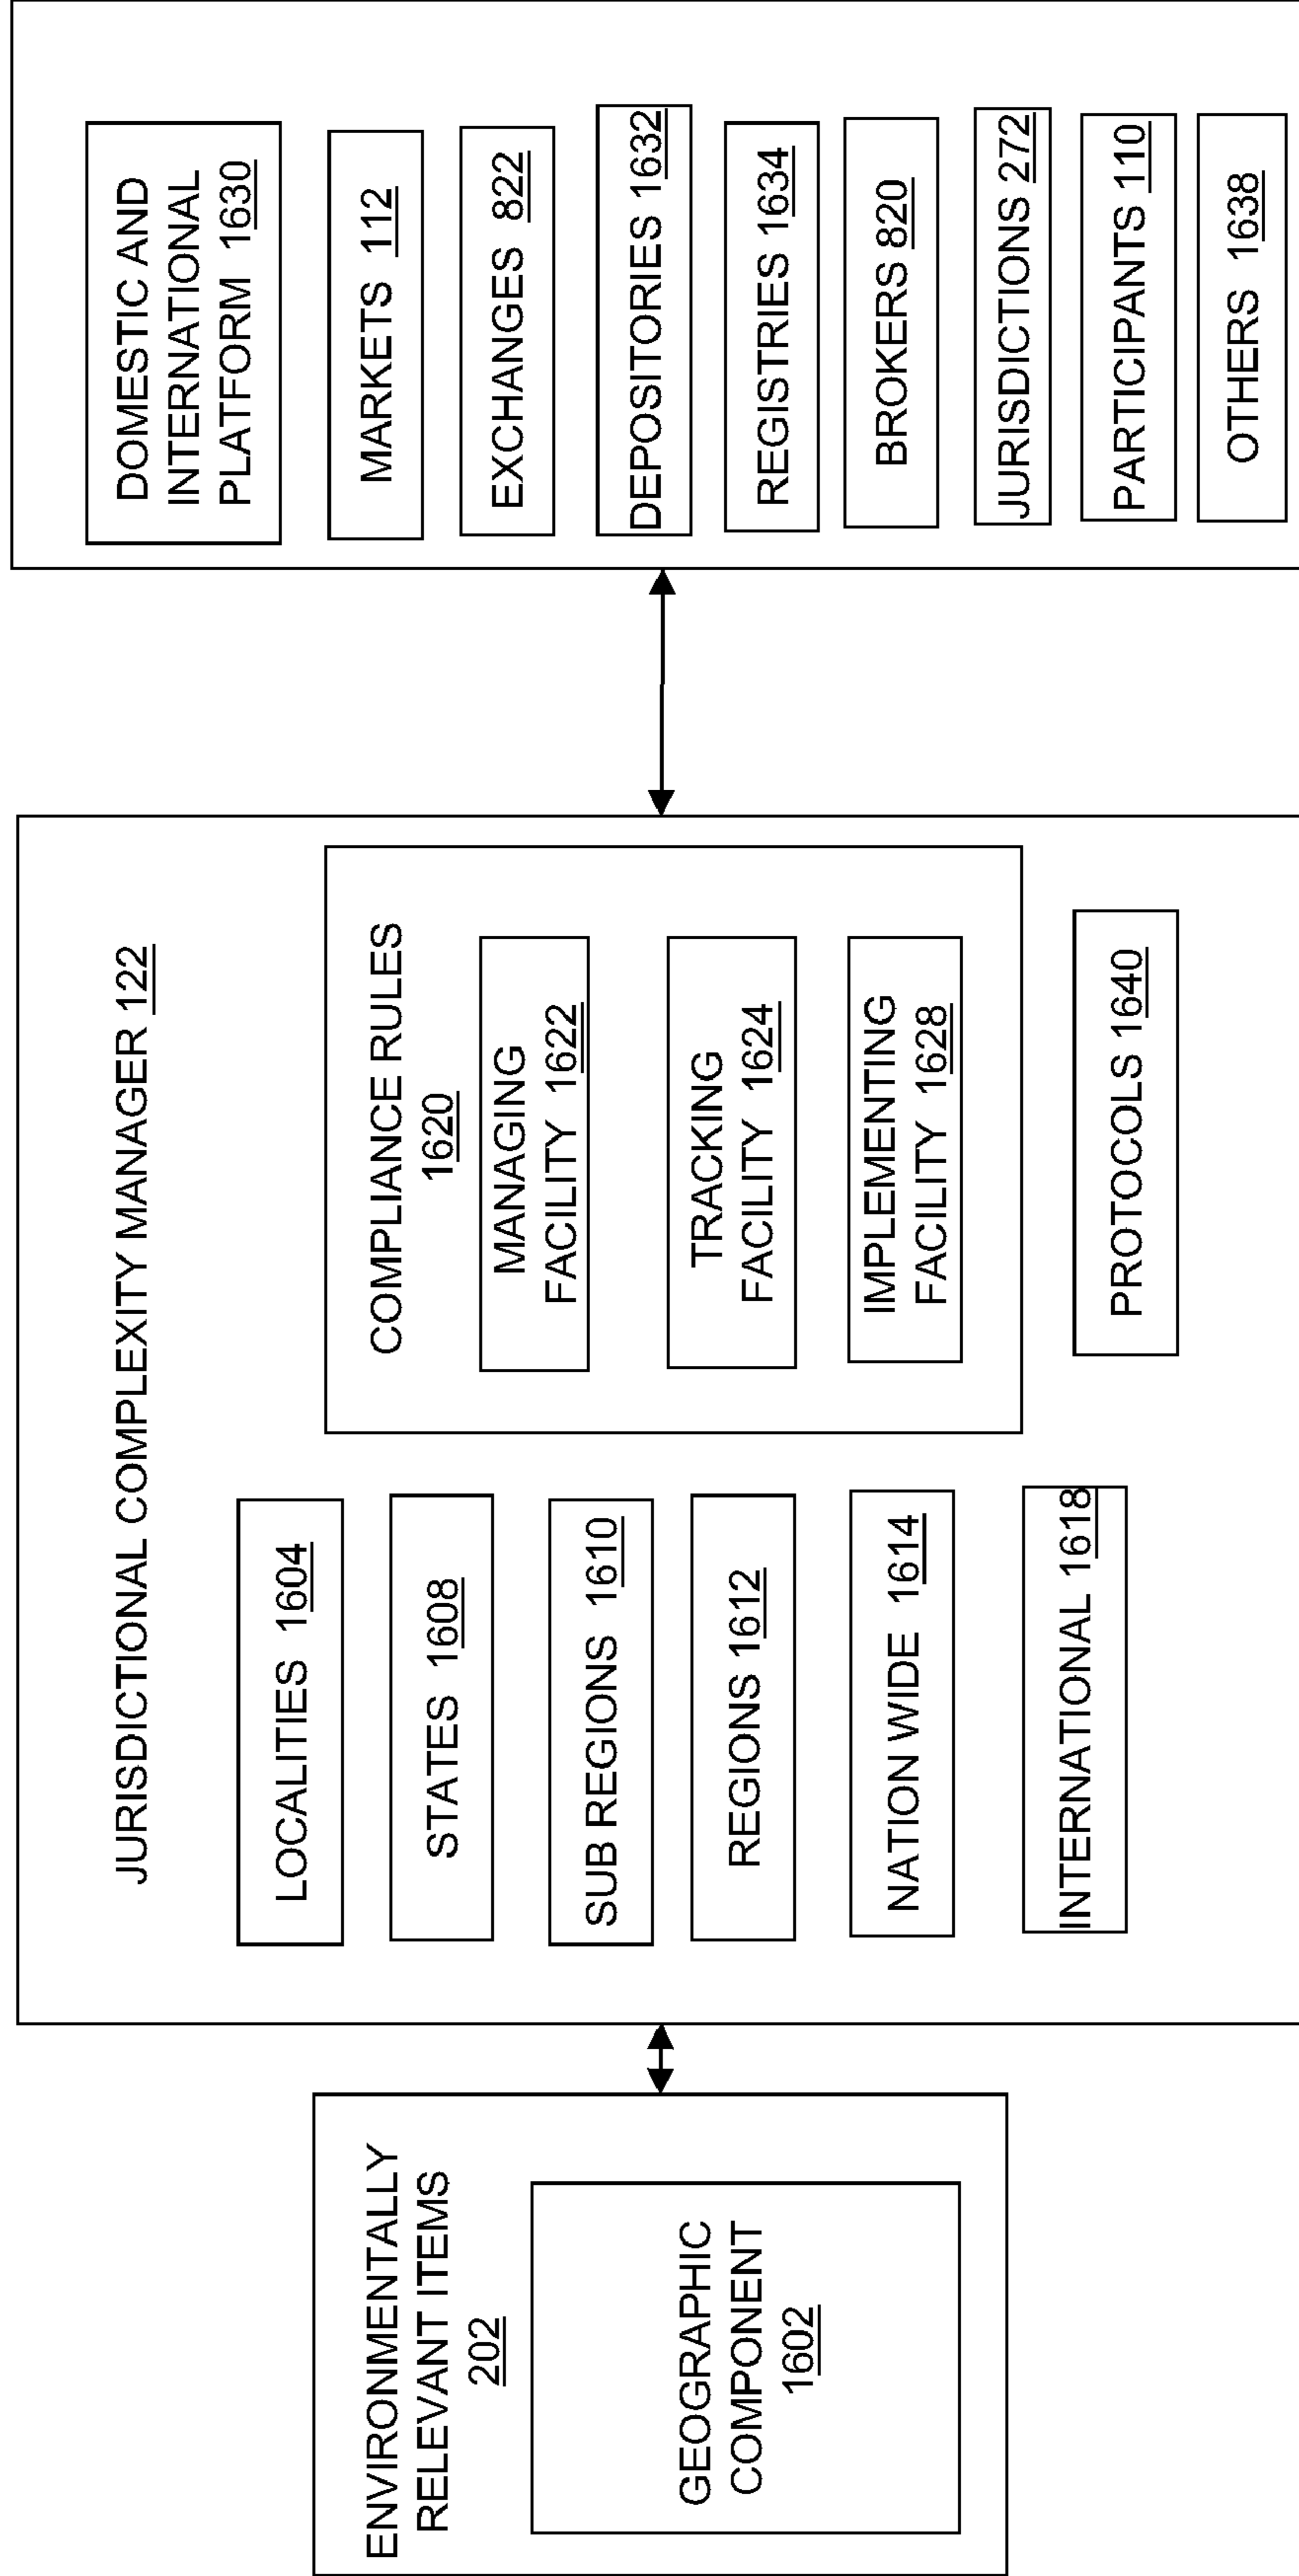 ENVIRONMENTALLY
RELEVANT ITEMS
202
GEOGRAPHIC
COMPONENT
1602
JURISDICTIONAL COMPLEXITY MANAGER 122
LOCALITIES 1604
STATES 1608
SUB REGIONS 1610
REGIONS 1612
NATION WIDE 1614
INTERNATIONAL 1618
COMPLIANCE RULES
1620
MANAGING
FACILITY 1622
TRACKING
FACILITY 1624
IMPLEMENTING
FACILITY 1628
PROTOCOLS 1640
DOMESTIC AND
INTERNATIONAL
PLATFORM 1630
MARKETS 112
EXCHANGES 822
DEPOSITORIES 1632
REGISTRIES 1634
BROKERS 820
JURISDICTIONS 272
PARTICIPANTS 110
OTHERS 1638